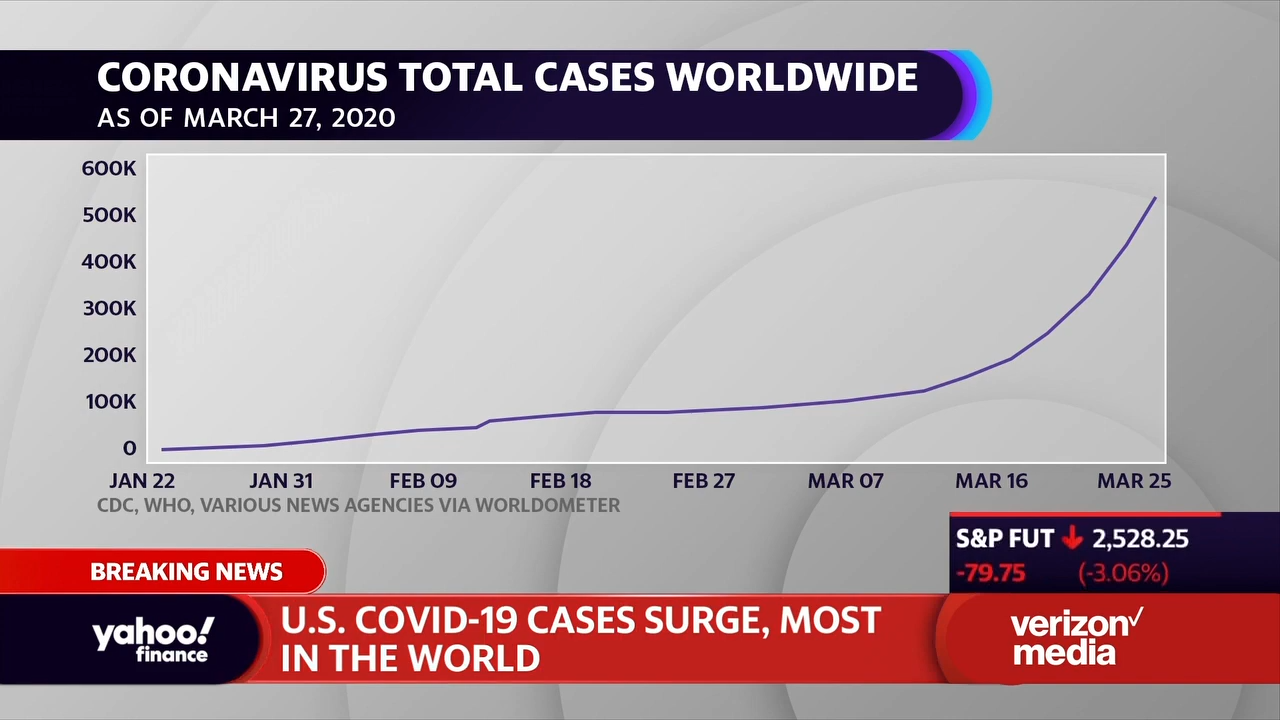 CORONAVIRUS TOTAL CASES WORLDWIDE
AS OF MARCH 27, 2020
600K
500K
400K
300K
200K
100K
0
JAN 22 JAN 31 FEB 09 FEB 18 FEB 27 MAR 07 MAR 16 MAR 25
CDC, WHO, VARIOUS NEWS AGENCIES VIA WORLDOMETER
S&P FUT 2,528.25
-79.75 (-3.06%)
BREAKING NEWS
yahoo!
finance
U.S. COVID-19 CASES SURGE, MOST
IN THE WORLD
verizon
media